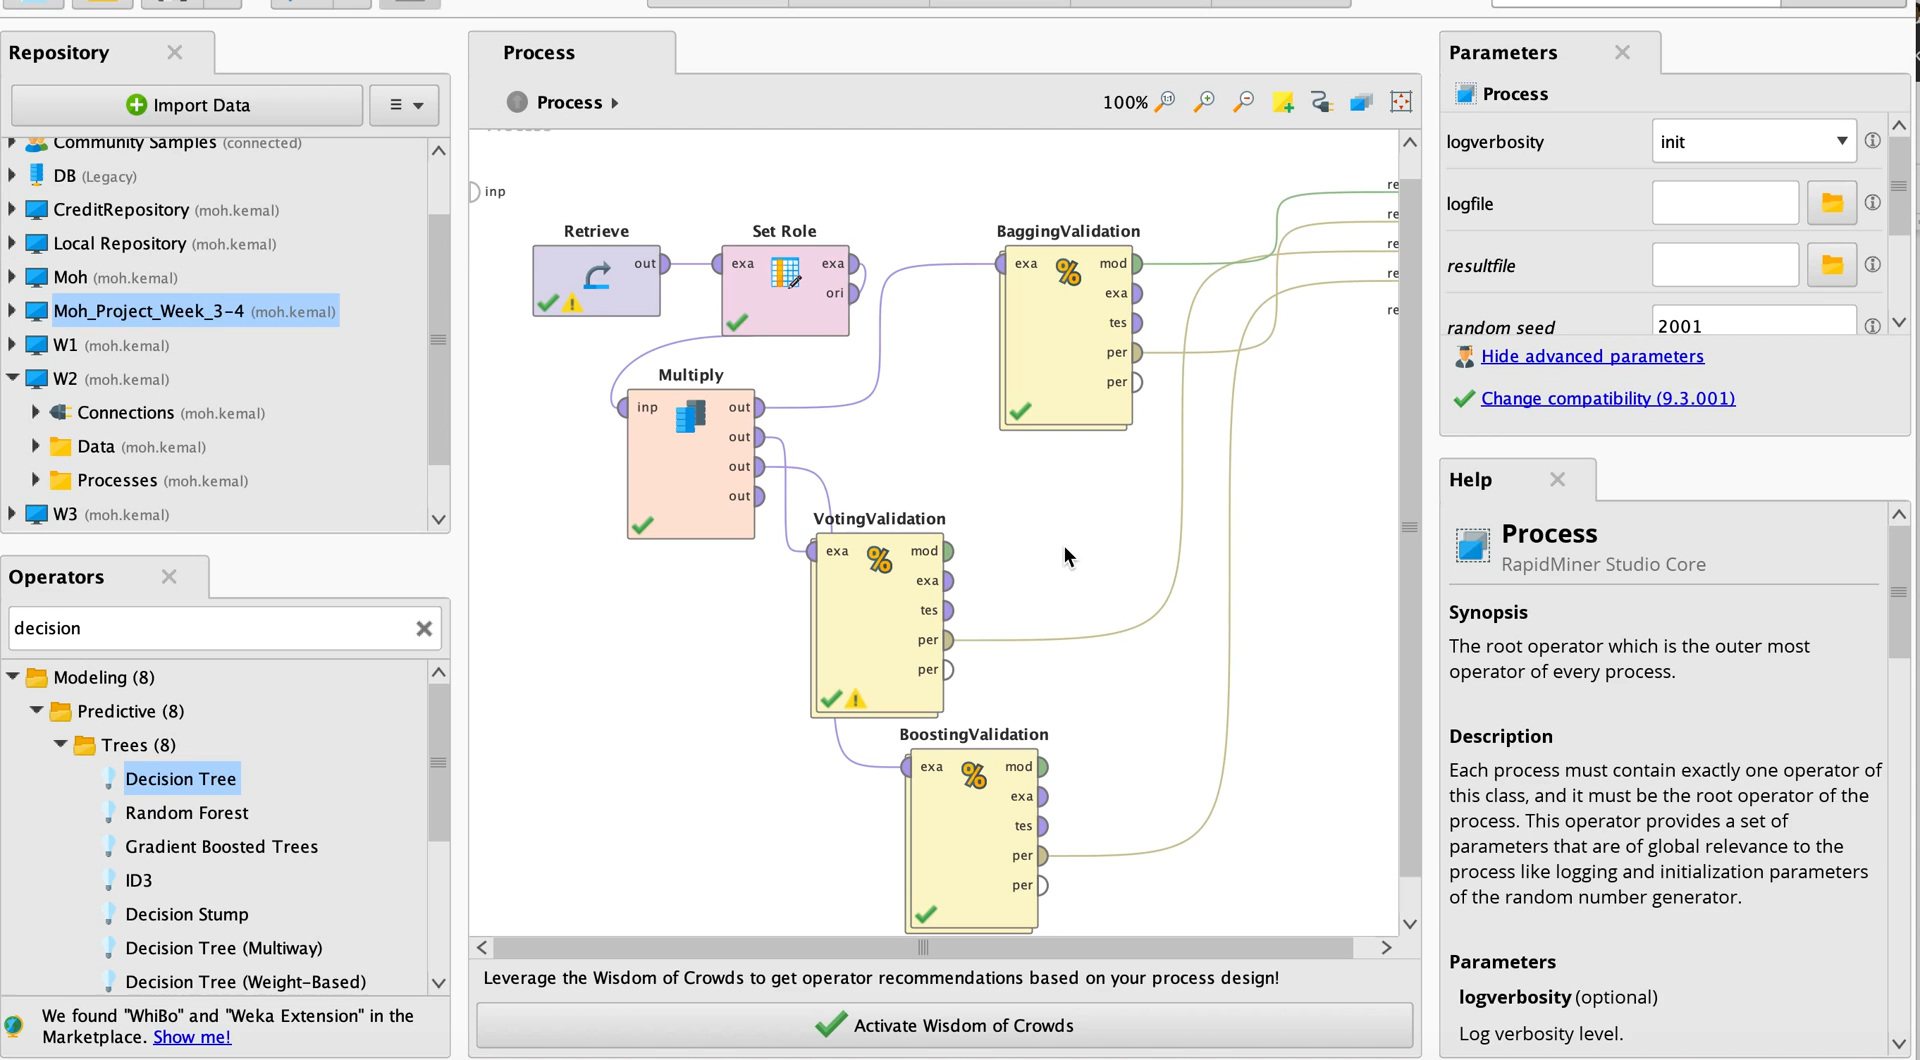 Repository
Import Data
Community Samples (connected)
DB (Legacy)
CreditRepository (moh.kemal)
Local Repository (moh.kemal)
Moh (moh.kemal)
Moh_Project_Week_3-4 (moh.kemal)
W1 (moh.kemal)
W2 (moh.kemal)
Connections (moh.kemal)
Data (moh.kemal)
Processes (moh.kemal)
W3 (moh.kemal)
Operators
decision
Modeling (8)
Predictive (8)
Trees (8)
Decision Tree
Random Forest
Gradient Boosted Trees
ID3
Decision Stump
Decision Tree (Multiway)
Decision Tree (Weight-Based)
We found "WhiBo" and "Weka Extension" in the
Marketplace. Show me!
Process
Process
100%
Process
inp
Retrieve
out
Set Role
exa exa
ori
BaggingValidation
exa mod
exa
tes
per
per
re
re
re
re
re
Multiply
inp out
out
out
out
VotingValidation
exa mod
exa
tes
per
per
BoostingValidation
exa mod
exa
tes
per
per
Leverage the Wisdom of Crowds to get operator recommendations based on your process design!
Activate Wisdom of Crowds
Parameters
Process
logverbosity init
logfile
resultfile
random seed 2001
Hide advanced parameters
Change compatibility (9.3.001)
Help
Process
RapidMiner Studio Core
Synopsis
The root operator which is the outer most
operator of every process.
Description
Each process must contain exactly one operator of
this class, and it must be the root operator of the
process. This operator provides a set of
parameters that are of global relevance to the
process like logging and initialization parameters
of the random number generator.
Parameters
logverbosity (optional)
Log verbosity level.